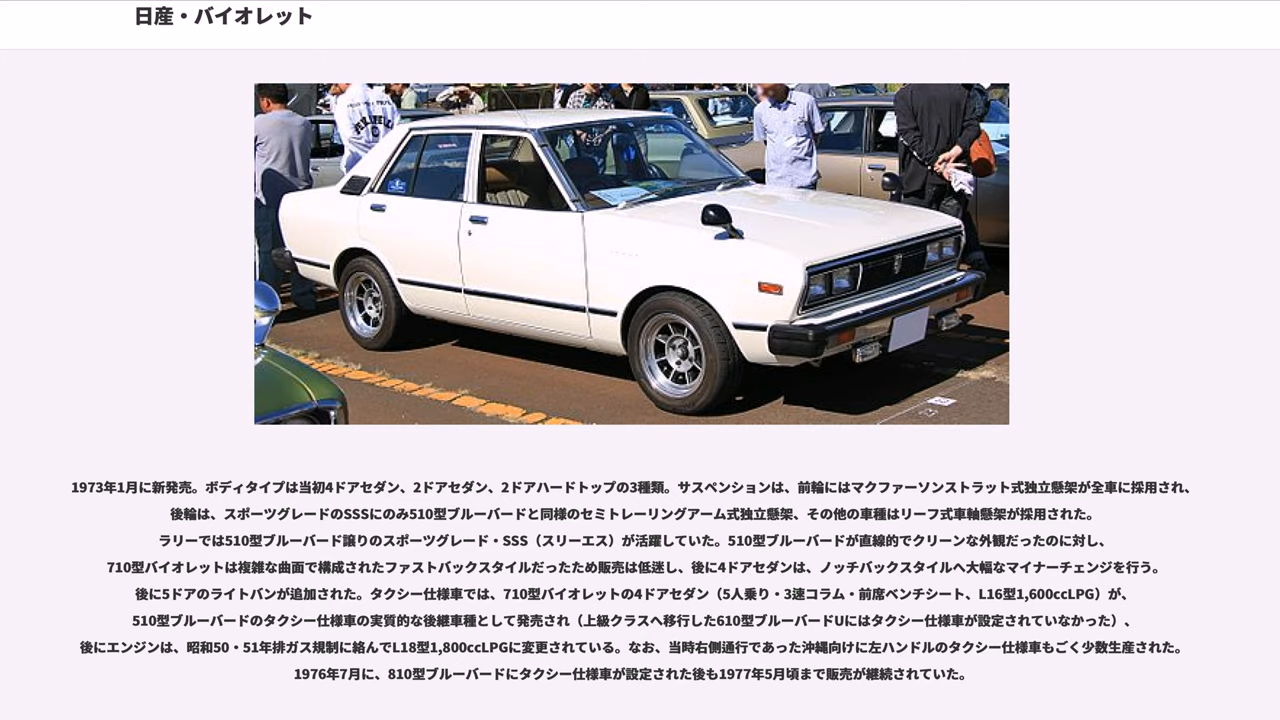 日産・バイオレット
1973年1月に新発売。ボディタイプは当初4ドアセダン、2ドアセダン、2ドアハードトップの3種類。サスペンションは、前輪にはマクファーソンストラット式独立懸架が全車に採用され、
後輪は、スポーツグレードのSSSにのみ510型ブルーバードと同様のセミトレーリングアーム式独立懸架、その他の車種はリーフ式車軸懸架が採用された。
ラリーでは510型ブルーバード譲りのスポーツグレード・SSS（スリーエス）が活躍していた。510型ブルーバードが直線的でクリーンな外観だったのに対し、
710型バイオレットは複雑な曲面で構成されたファストバックスタイルだったため販売は低迷し、後に4ドアセダンは、ノッチバックスタイルへ大幅なマイナーチェンジを行う。
後に5ドアのライトバンが追加された。タクシー仕様車では、710型バイオレットの4ドアセダン（5人乗り・3速コラム・前席ベンチシート、L16型1,600ccLPG）が、
510型ブルーバードのタクシー仕様車の実質的な後継車種として発売され（上級クラスへ移行した610型ブルーバードUにはタクシー仕様車が設定されていなかった）、
後にエンジンは、昭和50・51年排ガス規制に絡んでL18型1,800ccLPGに変更されている。なお、当時右側通行であった沖縄向けに左ハンドルのタクシー仕様車もごく少数生産された。
1976年7月に、810型ブルーバードにタクシー仕様車が設定された後も1977年5月頃まで販売が継続されていた。